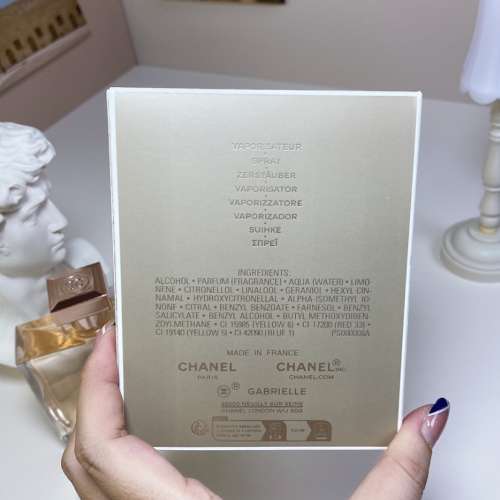 VAPORISATEUR
SPRAY
ZERSTÄUBER
VAPORISATOR
VAPORIZZATORE
VAPORIZADOR
SUIHKE
ΣΠΡΕΪ
INGREDIENTS:
ALCOHOL • PARFUM (FRAGRANCE) • AQUA (WATER) • LIMO
NENE • CITRONELLOL • LINALOOL • GERANIOL • HEXYL CIN-
NAMAL • HYDROXYCITRONELLAL • ALPHA-ISOMETHYL IO-
NONE • CITRAL • BENZYL BENZOATE • FARNESOL • BENZYL
SALICYLATE • BENZYL ALCOHOL • BUTYL METHOXYDIBEN-
ZOYLMETHANE • CI 15985 (YELLOW 6) • CI 17200 (RED 33) •
CI 19140 (YELLOW 5) • CI 42090 (BLUE 1)
MADE IN FRANCE
CHANEL CHANEL®
PARIS CHANEL.COM
® GABRIELLE
NEUILLY SUR SEINE
CHANEL LONDON